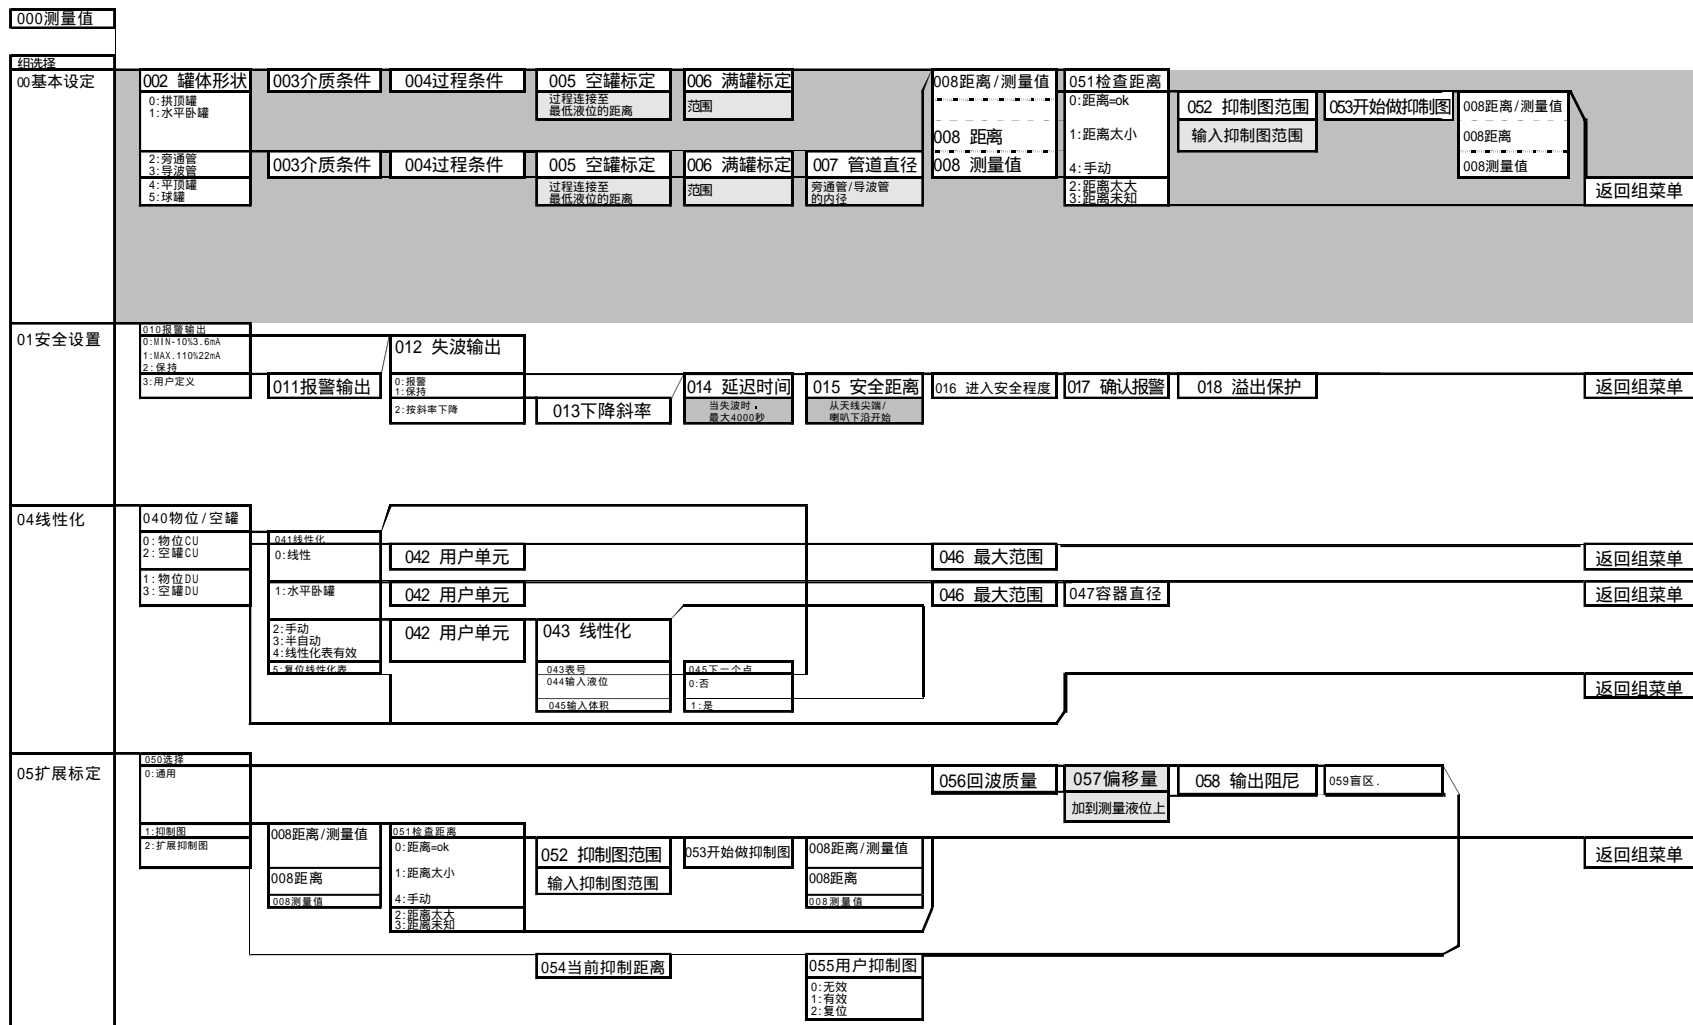 000测量值
组选择
00基本设定
002 罐体形状
0:拱顶罐
1:水平卧罐
2:旁通管
3:导波管
4:平顶罐
5:球罐
003介质条件
004过程条件
005 空罐标定
过程连接至
最低液位的距离
006 满罐标定
范围
003介质条件
004过程条件
005 空罐标定
过程连接至
最低液位的距离
006 满罐标定
范围
007 管道直径
旁通管/导波管
的内径
008距离/测量值
008 距离
008 测量值
051检查距离
0:距离=ok
1:距离太小
4:手动
2:距离太大
3:距离未知
052 抑制图范围
输入抑制图范围
053开始做抑制图
008距离/测量值
008距离
008测量值
返回组菜单
01安全设置
010报警输出
0:MIN-10%3.6mA
1:MAX.110%22mA
2:保持
3:用户定义
011报警输出
012 失波输出
0:报警
1:保持
2:按斜率下降
013下降斜率
014 延迟时间
当失波时,
最大4000秒
015 安全距离
从天线尖端/
喇叭下沿开始
016 进入安全程度
017 确认报警
018 溢出保护
返回组菜单
04线性化
040物位/空罐
0:物位CU
2:空罐CU
1:物位DU
3:空罐DU
041线性化
0:线性
1:水平卧罐
2:手动
3:半自动
4:线性化表有效
5:复位线性化表
042 用户单元
046 最大范围
返回组菜单
042 用户单元
046 最大范围
047容器直径
返回组菜单
042 用户单元
043 线性化
043表号
044输入液位
045输入体积
045下一个点
0:否
1:是
返回组菜单
05扩展标定
050选择
0:通用
1:抑制图
2:扩展抑制图
056回波质量
057偏移量
加到测量液位上
058 输出阻尼
059盲区.
008距离/测量值
008距离
008测量值
051检查距离
0:距离=ok
1:距离太小
4:手动
2:距离太大
3:距离未知
052 抑制图范围
输入抑制图范围
053开始做抑制图
008距离/测量值
008距离
008测量值
返回组菜单
054当前抑制距离
055用户抑制图
0:无效
1:有效
2:复位